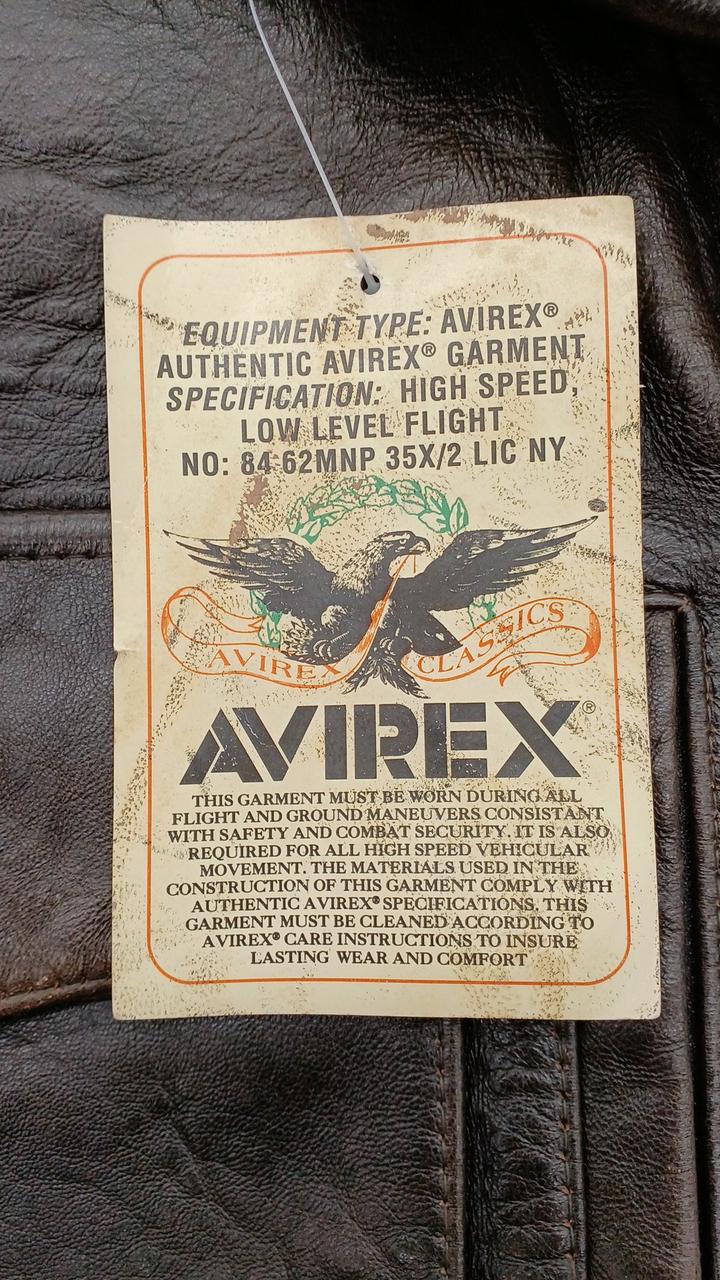 EQUIPMENT TYPE: AVIREX®
AUTHENTIC AVIREX® GARMENT
SPECIFICATION: HIGH SPEED,
LOW LEVEL FLIGHT
NO: 84 62MNP 35X/2 LIC NY
AVIREX CLASSICS
AVIREX®
THIS GARMENT MUST BE WORN DURING ALL
FLIGHT AND GROUND MANEUVERS CONSISTANT
WITH SAFETY AND COMBAT SECURITY. IT IS ALSO
REQUIRED FOR ALL HIGH SPEED VEHICULAR
MOVEMENT. THE MATERIALS USED IN THE
CONSTRUCTION OF THIS GARMENT COMPLY WITH
AUTHENTIC AVIREX® SPECIFICATIONS. THIS
GARMENT MUST BE CLEANED ACCORDING TO
AVIREX® CARE INSTRUCTIONS TO INSURE
LASTING WEAR AND COMFORT